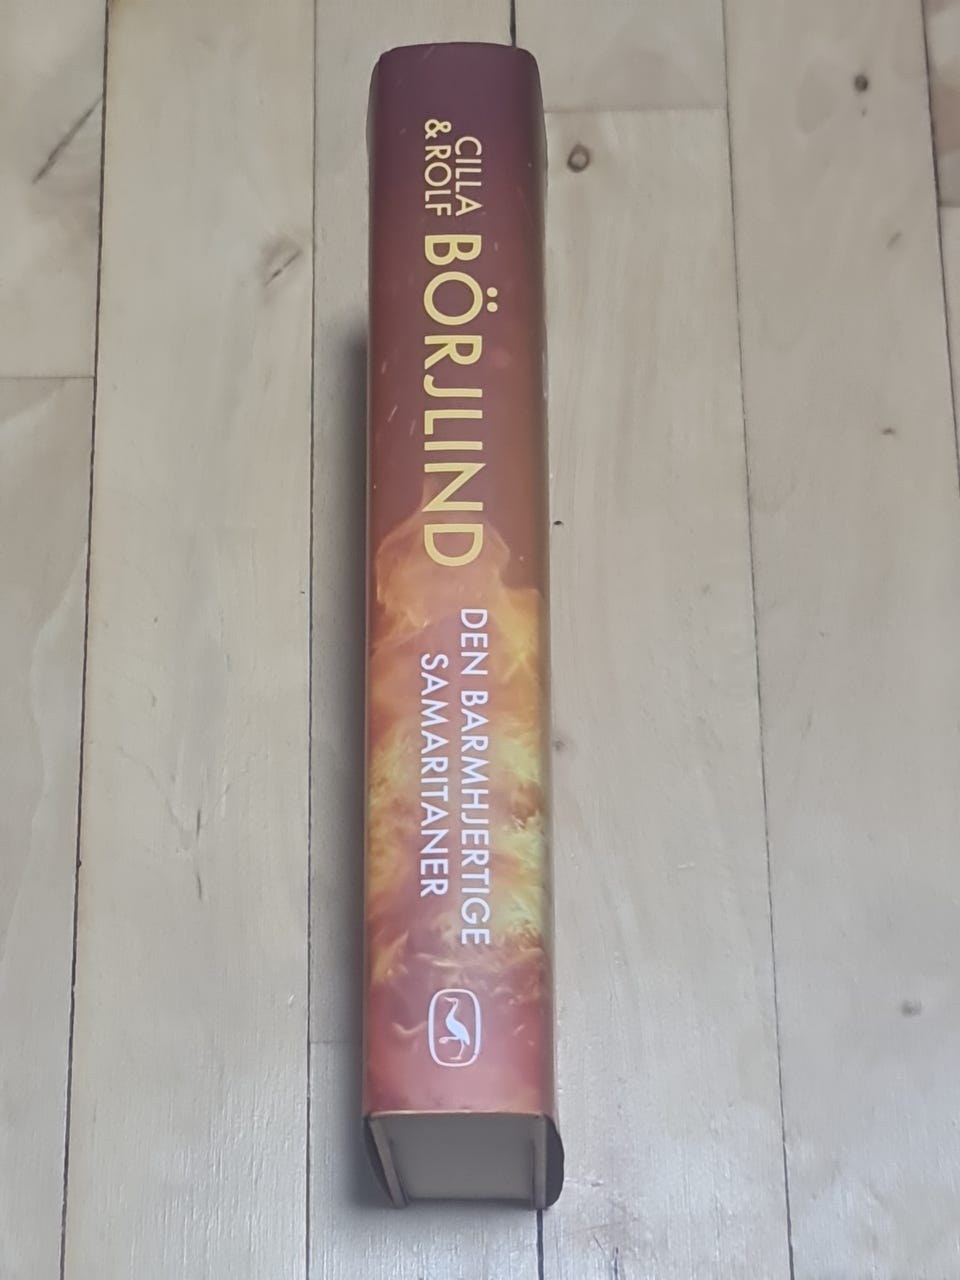 CILLA
& ROLF
BÖRJLIND
DEN BARMHJERTIGE
SAMARITANER